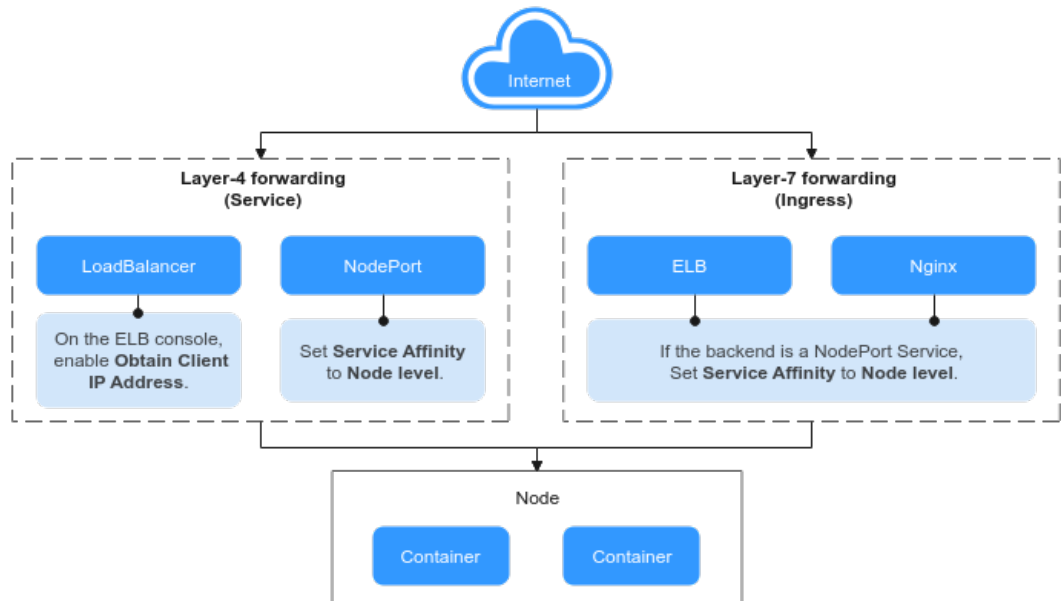 Internet
Layer-4 forwarding
(Service)
LoadBalancer
NodePort
On the ELB console,
enable Obtain Client
IP Address.
Set Service Affinity
to Node level.
Layer-7 forwarding
(Ingress)
ELB
Nginx
If the backend is a NodePort Service,
Set Service Affinity to Node level.
Node
Container
Container